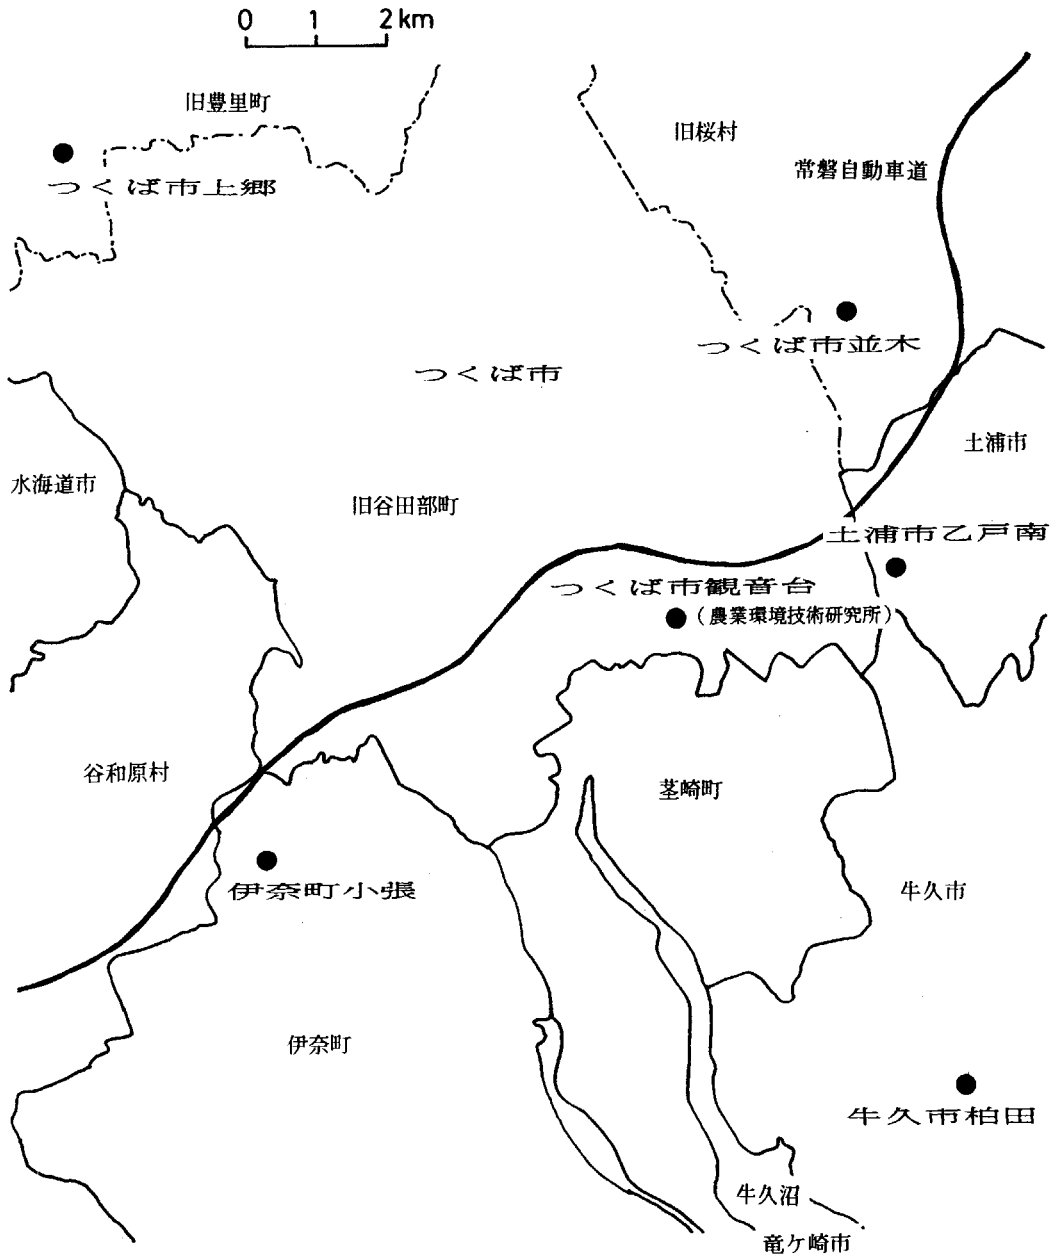 0 1 2 km
旧豊里町
旧桜村
常磐自動車道
つくば市上郷
つくば市並木
つくば市
土浦市
水海道市
旧谷田部町
土浦市乙戸南
つくば市観音台
(農業環境技術研究所)
谷和原村
茎崎町
伊奈町小張
牛久市
伊奈町
牛久市柏田
牛久沼
竜ケ崎市